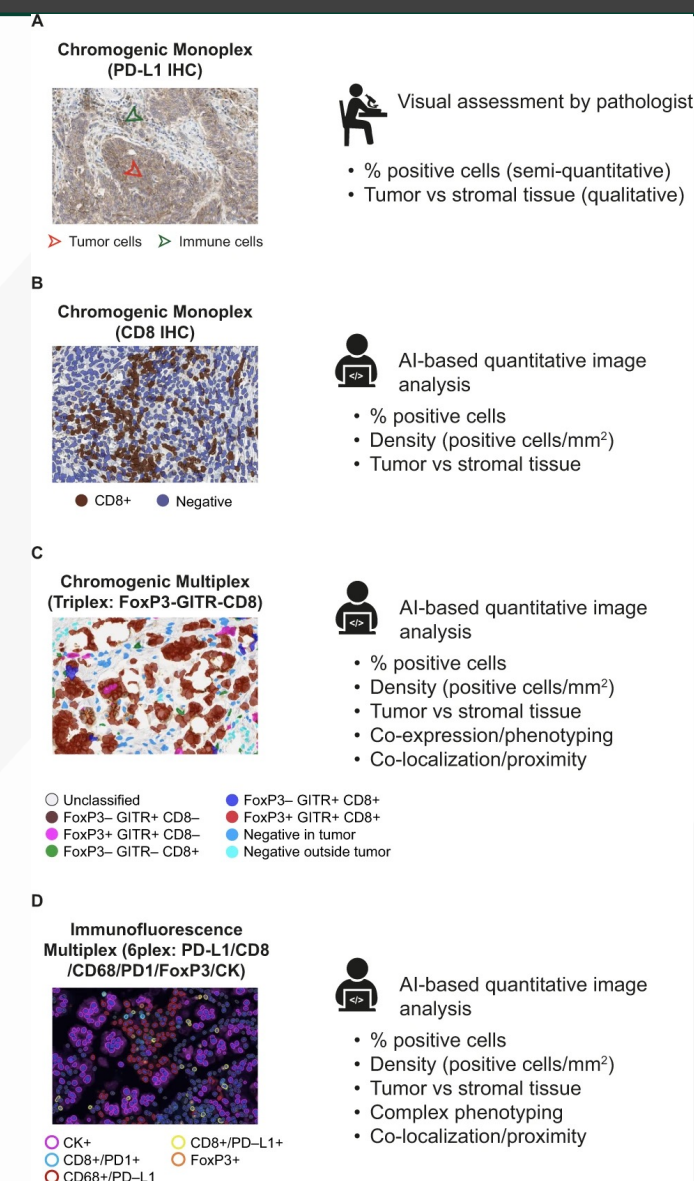 A
Chromogenic Monoplex
(PD-L1 IHC)
Tumor cells
Immune cells
Visual assessment by pathologist
• % positive cells (semi-quantitative)
• Tumor vs stromal tissue (qualitative)
B
Chromogenic Monoplex
(CD8 IHC)
CD8+
Negative
</>
AI-based quantitative image
analysis
• % positive cells
• Density (positive cells/mm²)
• Tumor vs stromal tissue
C
Chromogenic Multiplex
(Triplex: FoxP3-GITR-CD8)
Unclassified
FoxP3– GITR+ CD8–
FoxP3+ GITR+ CD8–
FoxP3– GITR– CD8+
FoxP3– GITR+ CD8+
FoxP3+ GITR+ CD8+
Negative in tumor
Negative outside tumor
</>
AI-based quantitative image
analysis
• % positive cells
• Density (positive cells/mm²)
• Tumor vs stromal tissue
• Co-expression/phenotyping
• Co-localization/proximity
D
Immunofluorescence
Multiplex (6plex: PD-L1/CD8
/CD68/PD1/FoxP3/CK)
CK+
CD8+/PD1+
CD68+/PD–L1
CD8+/PD–L1+
FoxP3+
</>
AI-based quantitative image
analysis
• % positive cells
• Density (positive cells/mm²)
• Tumor vs stromal tissue
• Complex phenotyping
• Co-localization/proximity